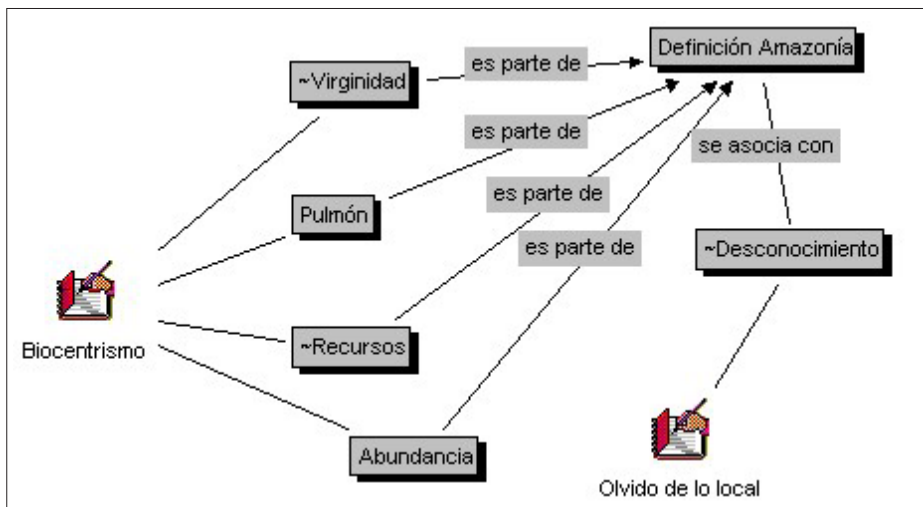 Definición Amazonía
es parte de
~Virginidad
es parte de
se asocia con
es parte de
Pulmón
es parte de
~Desconocimiento
~Recursos
Biocentrismo
Abundancia
Olvido de lo local